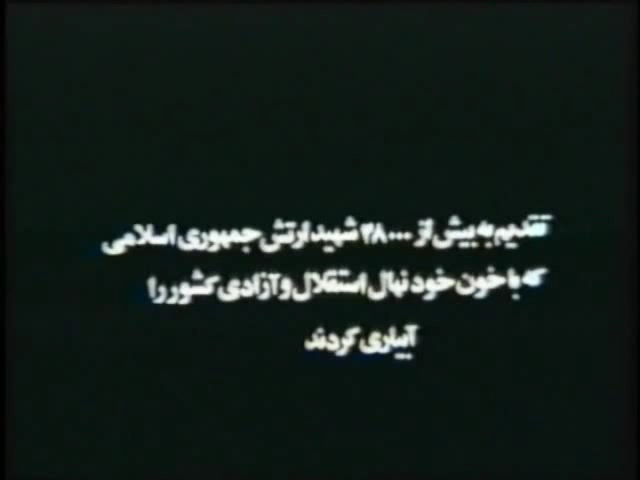 تقدیم به بیش از ۴۸۰۰۰ شهید ارتش جمهوری اسلامی
که با خون خود نهال استقلال و آزادی کشور را
آبیاری کردند